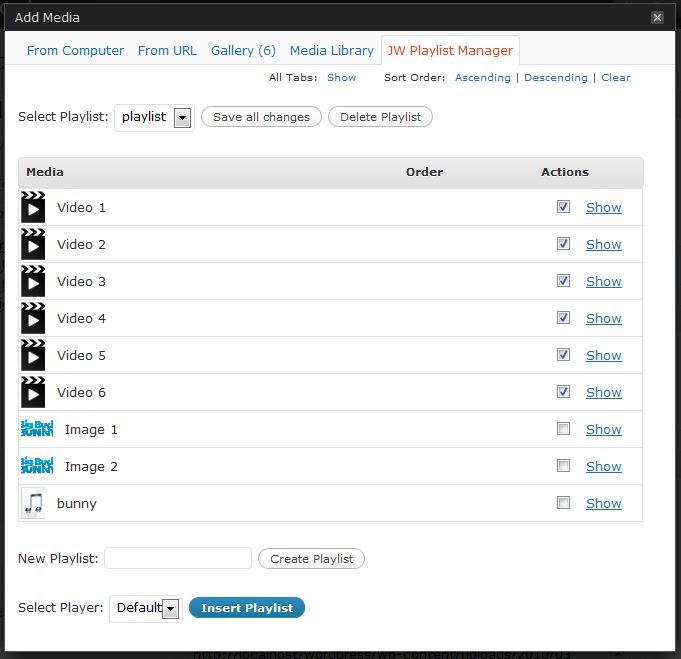 Add Media
From Computer From URL Gallery (6) Media Library JW Playlist Manager
All Tabs: Show Sort Order: Ascending | Descending | Clear
Select Playlist: playlist Save all changes Delete Playlist
Media Order Actions
Video 1 Show
Video 2 Show
Video 3 Show
Video 4 Show
Video 5 Show
Video 6 Show
Image 1 Show
Image 2 Show
bunny Show
New Playlist: Create Playlist
Select Player: Default Insert Playlist
http://localhost/wordpress/wp-content/uploads/2010/03